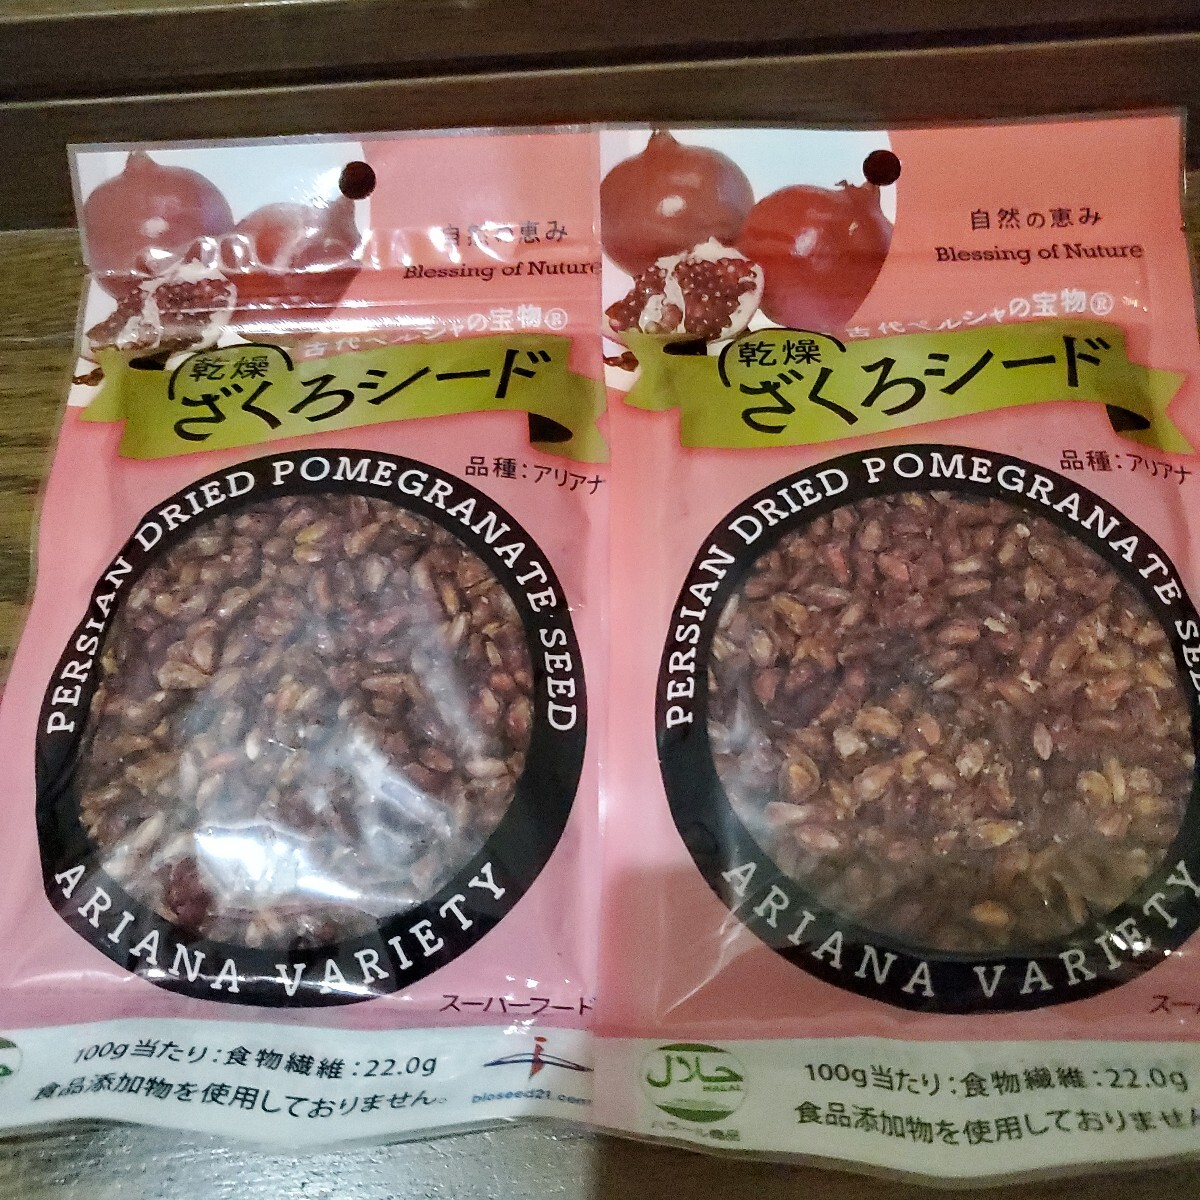 自然の恵み
Blessing of Nuture
古代ペルシャの宝物®
乾燥
ざくろシード
品種:アリアナ
PERSIAN DRIED POMEGRANATE SEED
ARIANA VARIETY
スーパーフード
100g当たり:食物繊維:22.0g
食品添加物を使用しておりません。
bioseed21.com
自然の恵み
Blessing of Nuture
古代ペルシャの宝物®
乾燥
ざくろシード
品種:アリアナ
PERSIAN DRIED POMEGRANATE SEED
ARIANA VARIETY
スー
حلال
HALAL
ハラール商品
100g当たり:食物繊維:22.0g
食品添加物を使用しておりません